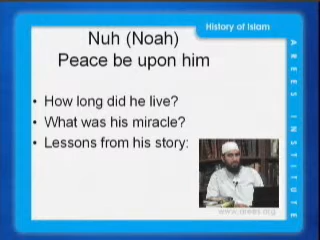 History of Islam
Nuh (Noah)
Peace be upon him
• How long did he live?
• What was his miracle?
• Lessons from his story:
AREES INSTITUTE
www.arees.org